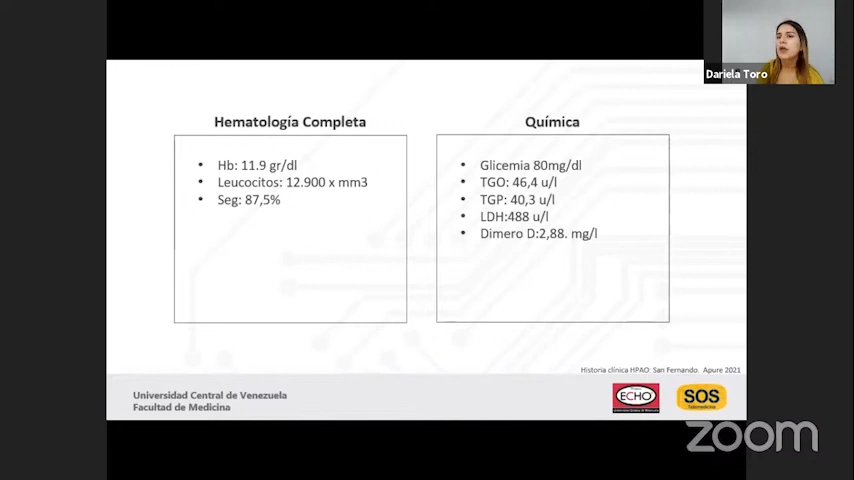 Dariela Toro
Hematología Completa
Química
• Hb: 11.9 gr/dl
• Leucocitos: 12.900 x mm3
• Seg: 87,5%
• Glicemia 80mg/dl
• TGO: 46,4 u/l
• TGP: 40,3 u/l
• LDH:488 u/l
• Dimero D:2,88. mg/l
Historia clínica HPAO: San Fernando. Apure 2021
Universidad Central de Venezuela
Facultad de Medicina
ECHO
SOS
Telemedicina
zoom